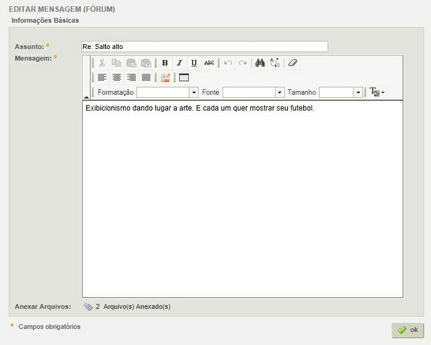 EDITAR MENSAGEM (FÓRUM)
Informações Básicas
Assunto: * Re: Salto alto
Mensagem: *
B I U ABC
Formatação Fonte Tamanho T
Exibicionismo dando lugar a arte. E cada um quer mostrar seu futebol.
Anexar Arquivos: 2 Arquivo(s) Anexado(s)
* Campos obrigatórios
ok